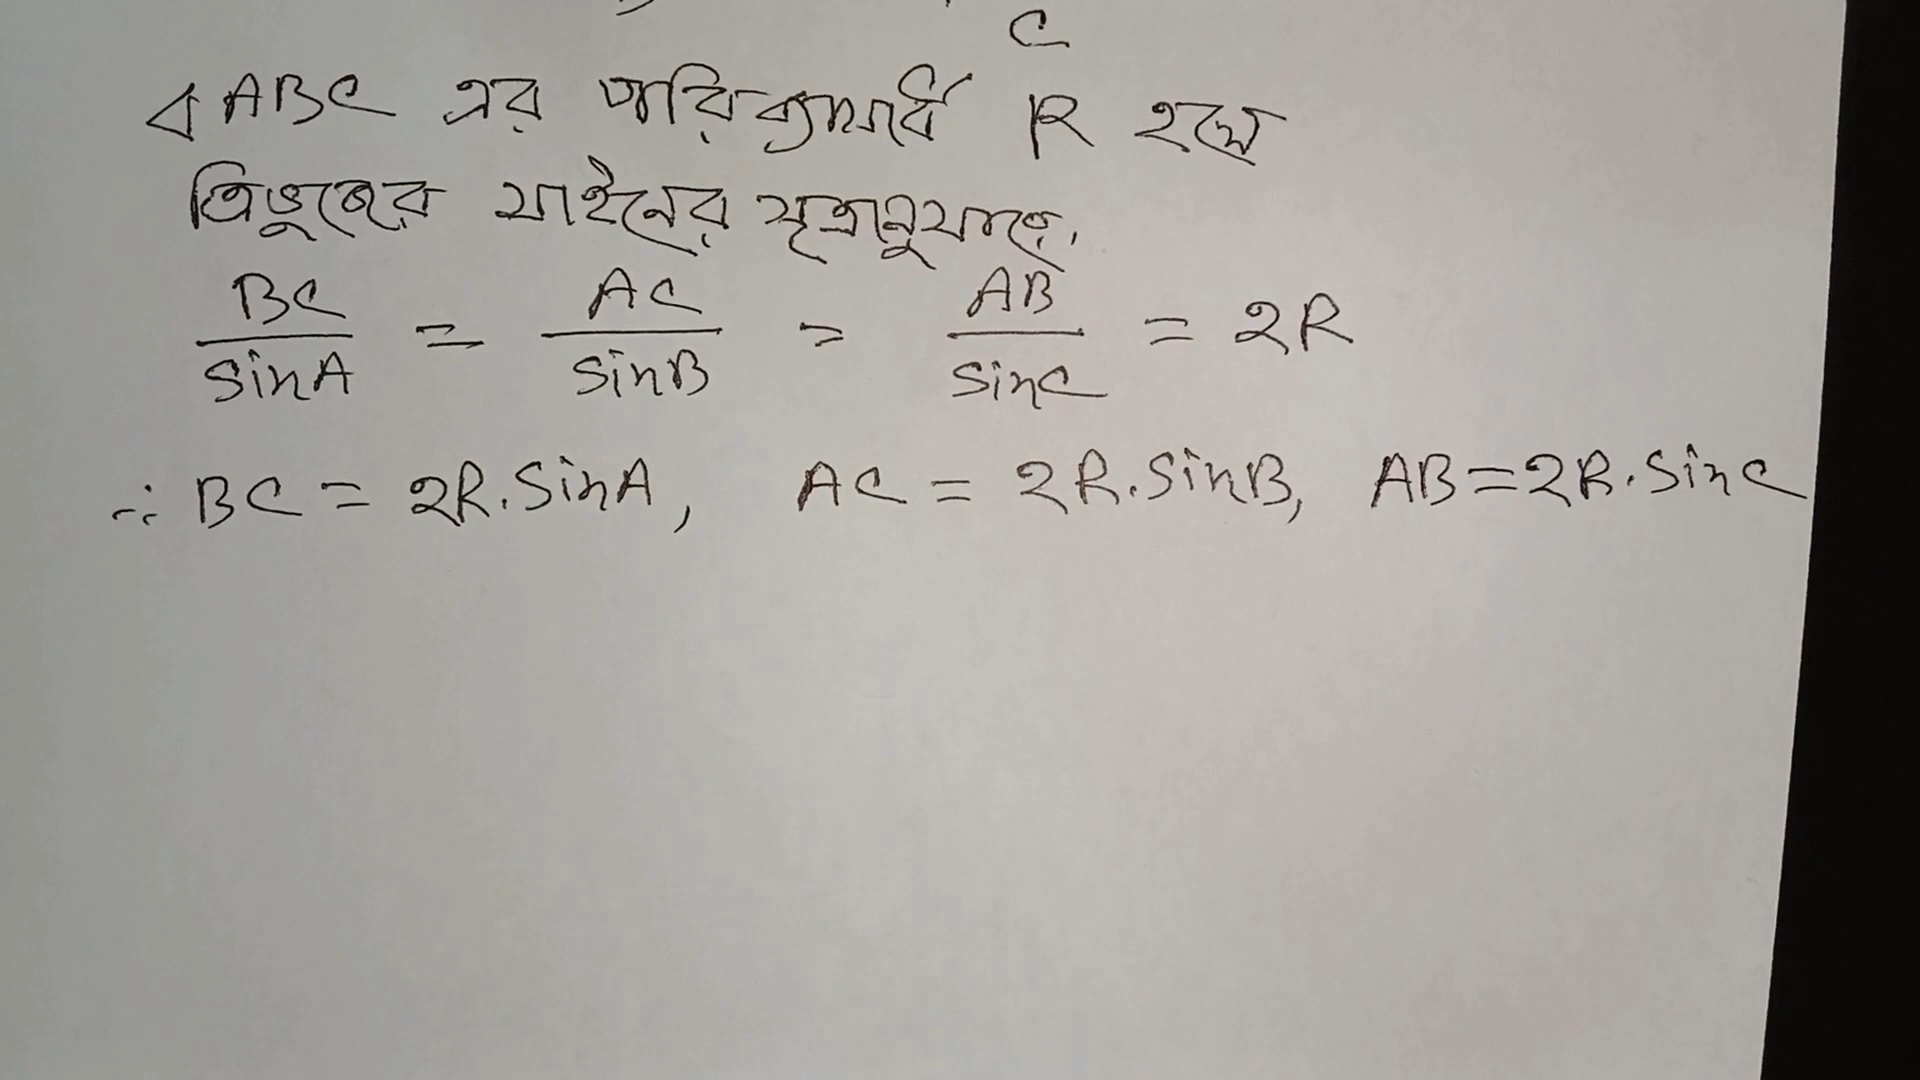 C
△ABC এর পরিব্যাসার্ধ R হলে
ত্রিভুজের সাইনের সূত্রানুসারে,
BC/sinA = AC/sinB = AB/sinC = 2R
∴ BC = 2R.SinA, AC = 2R.SinB, AB=2R.SinC